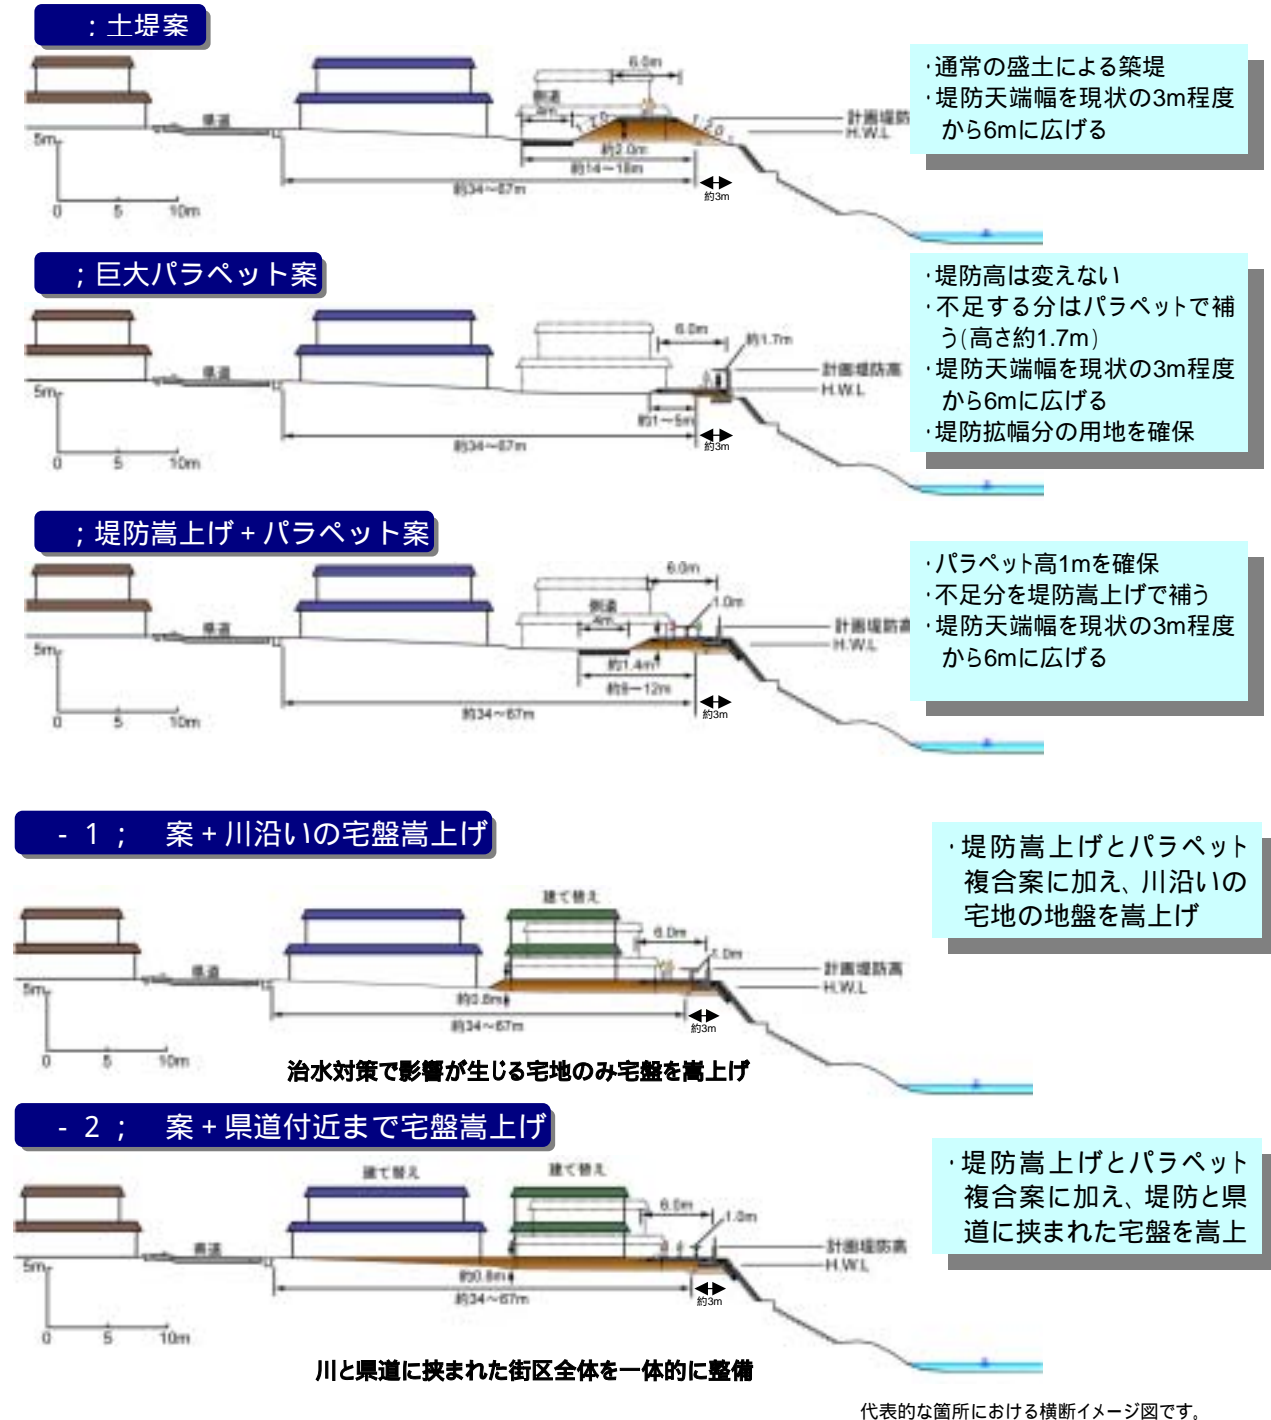 ；土堤案
6.0m
側道
4m
県道
計画堤防
H.W.L
5m
約2.0m
約14～18m
約34～67m
約3m
0 5 10m
・通常の盛土による築堤
・堤防天端幅を現状の3m程度
から6mに広げる
；巨大パラペット案
6.0m
約1.7m
県道
計画堤防高
H.W.L
5m
約1～5m
約34～67m
約3m
0 5 10m
・堤防高は変えない
・不足する分はパラペットで補
う(高さ約1.7m)
・堤防天端幅を現状の3m程度
から6mに広げる
・堤防拡幅分の用地を確保
；堤防嵩上げ+パラペット案
6.0m
側道
4m
1.0m
県道
計画堤防高
H.W.L
5m
約1.4m
約9～12m
約34～67m
約3m
0 5 10m
・パラペット高1mを確保
・不足分を堤防嵩上げで補う
・堤防天端幅を現状の3m程度
から6mに広げる
-1； 案+川沿いの宅盤嵩上げ
建て替え
6.0m
1.0m
県道
計画堤防高
H.W.L
5m
約0.8m
約34～67m
約3m
0 5 10m
治水対策で影響が生じる宅地のみ宅盤を嵩上げ
・堤防嵩上げとパラペット
複合案に加え、川沿いの
宅地の地盤を嵩上げ
-2； 案+県道付近まで宅盤嵩上げ
建て替え
建て替え
6.0m
1.0m
県道
計画堤防高
H.W.L
5m
約0.8m
約34～67m
約3m
0 5 10m
川と県道に挟まれた街区全体を一体的に整備
・堤防嵩上げとパラペット
複合案に加え、堤防と県
道に挟まれた宅盤を嵩上
代表的な箇所における横断イメージ図です。